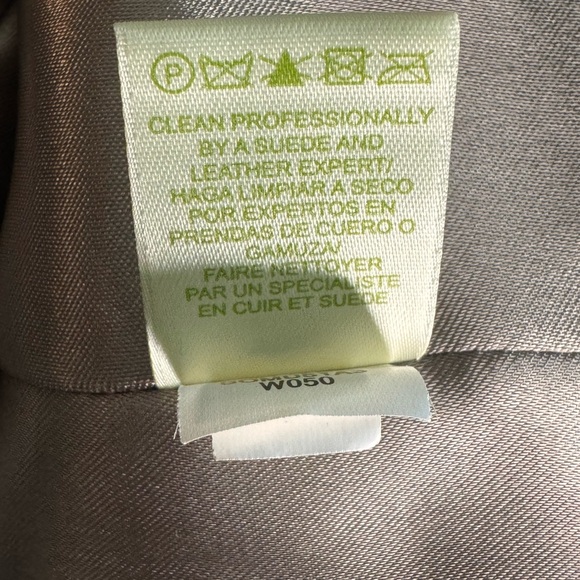 P
CLEAN PROFESSIONALLY
BY A SUEDE AND
LEATHER EXPERT/
HAGA LIMPIAR A SECO
POR EXPERTOS EN
PRENDAS DE CUERO O
GAMUZA/
FAIRE NETTOYER
PAR UN SPECIALISTE
EN CUIR ET SUEDE
W050